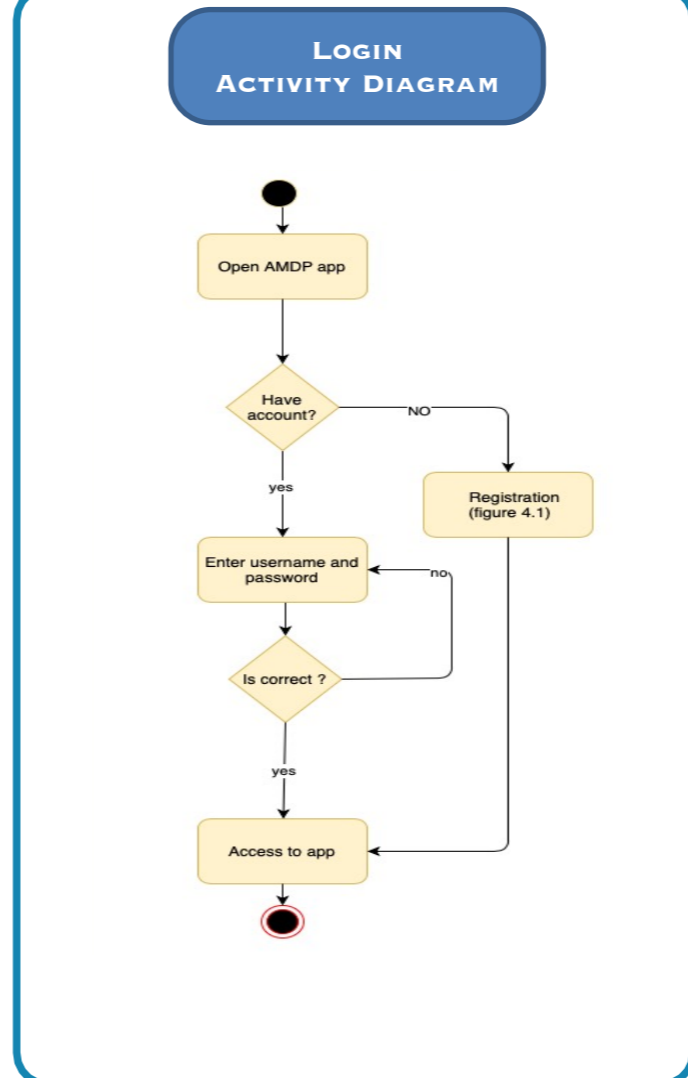 LOGIN
ACTIVITY DIAGRAM
Open AMDP app
Have
account?
NO
yes
Registration
(figure 4.1)
Enter username and
password
no
Is correct ?
yes
Access to app